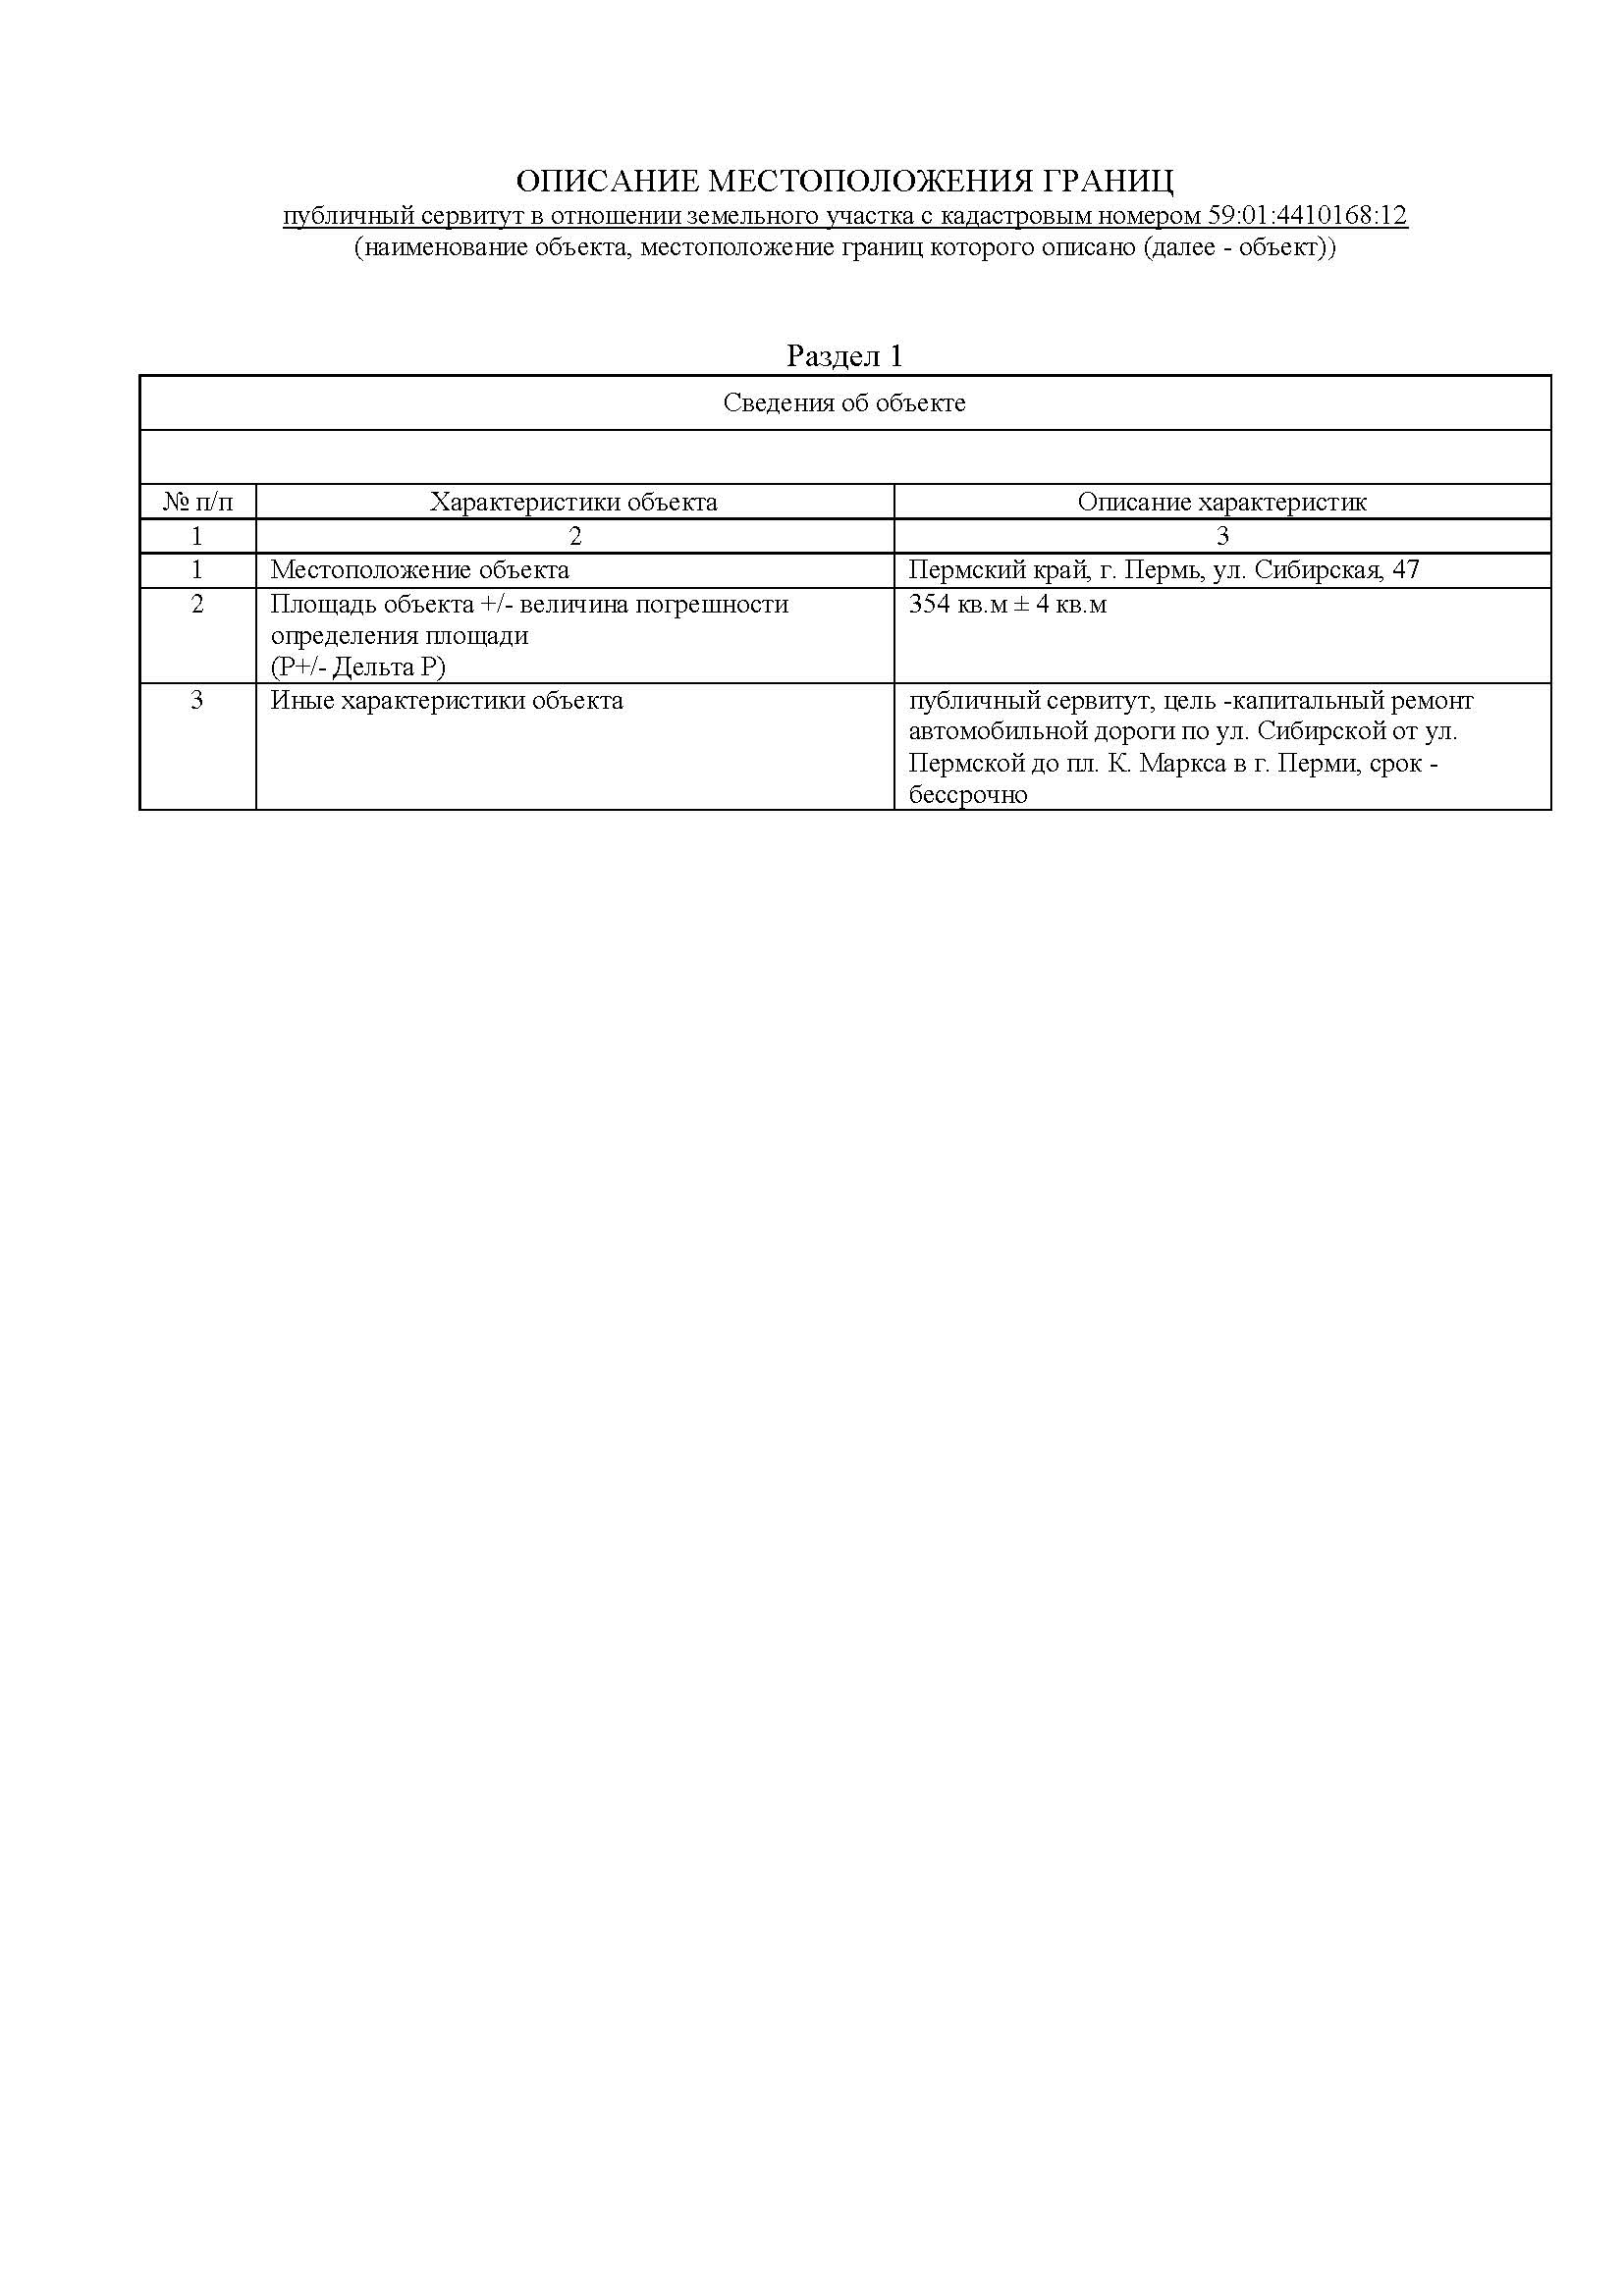 ОПИСАНИЕ МЕСТОПОЛОЖЕНИЯ ГРАНИЦ
публичный сервитут в отношении земельного участка с кадастровым номером 59:01:4410168:12
(наименование объекта, местоположение границ которого описано (далее - объект))
Раздел 1
Сведения об объекте
№ п/п Характеристики объекта Описание характеристик
1 2 3
1 Местоположение объекта Пермский край, г. Пермь, ул. Сибирская, 47
2 Площадь объекта +/- величина погрешности 354 кв.м ± 4 кв.м
определения площади
(P+/- Дельта P)
3 Иные характеристики объекта публичный сервитут, цель -капитальный ремонт
автомобильной дороги по ул. Сибирской от ул.
Пермской до пл. К. Маркса в г. Перми, срок -
бессрочно